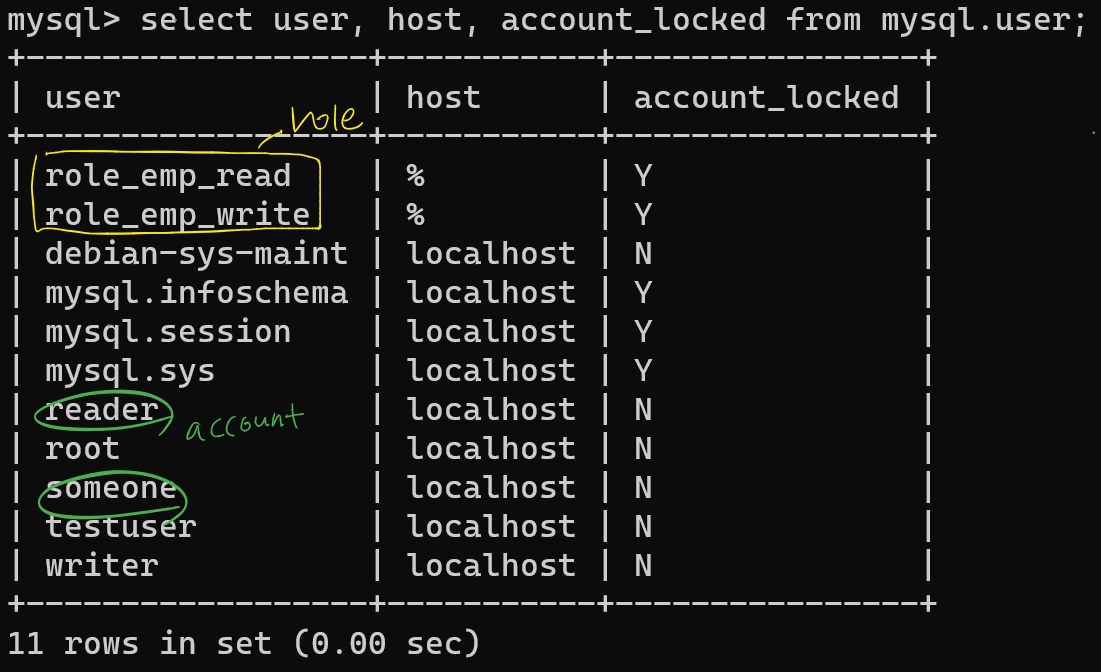 mysql> select user, host, account_locked from mysql.user;
+------------------+-----------+----------------+
| user             | host      | account_locked |
role
+------------------+-----------+----------------+
| role_emp_read    | %         | Y              |
| role_emp_write   | %         | Y              |
| debian-sys-maint | localhost | N              |
| mysql.infoschema | localhost | Y              |
| mysql.session    | localhost | Y              |
| mysql.sys        | localhost | Y              |
| reader           | localhost | N              |
account
| root             | localhost | N              |
| someone          | localhost | N              |
| testuser         | localhost | N              |
| writer           | localhost | N              |
+------------------+-----------+----------------+
11 rows in set (0.00 sec)